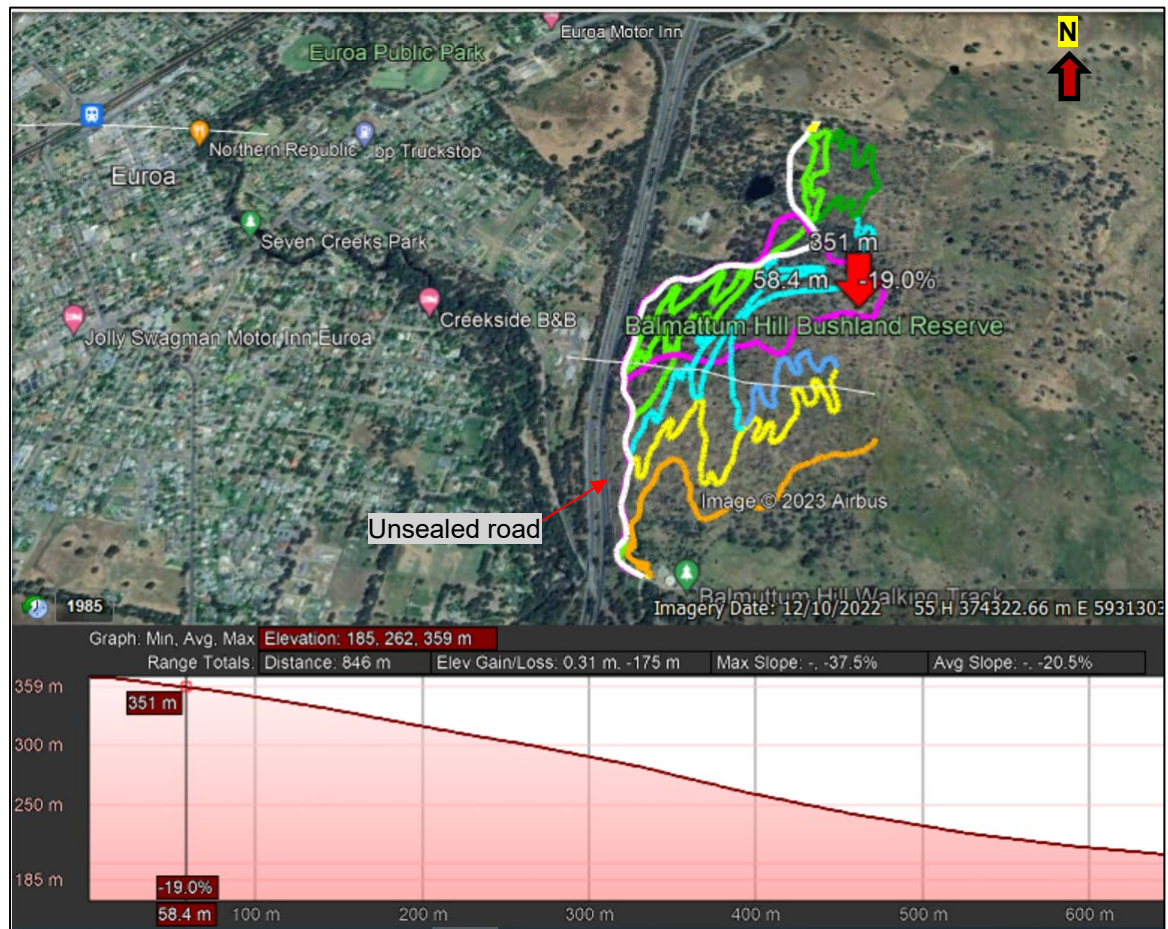 Euroa Motor Inn
N
Euroa Public Park
Northern Republic
bp Truckstop
Euroa
Seven Creeks Park
351 m
58.4 m
-19.0%
Creekside B&B
Balmattum Hill Bushland Reserve
Jolly Swagman Motor Inn Euroa
Image © 2023 Airbus
Unsealed road
Balmuttum Hill Walking Track
1985
Imagery Date: 12/10/2022 55 H 374322.66 m E 5931303
Graph: Min, Avg, Max Elevation: 185, 262, 359 m
Range Totals: Distance: 846 m Elev Gain/Loss: 0.31 m, -175 m Max Slope: -, -37.5% Avg Slope: -, -20.5%
359 m
351 m
300 m
250 m
185 m
-19.0%
58.4 m 100 m 200 m 300 m 400 m 500 m 600 m